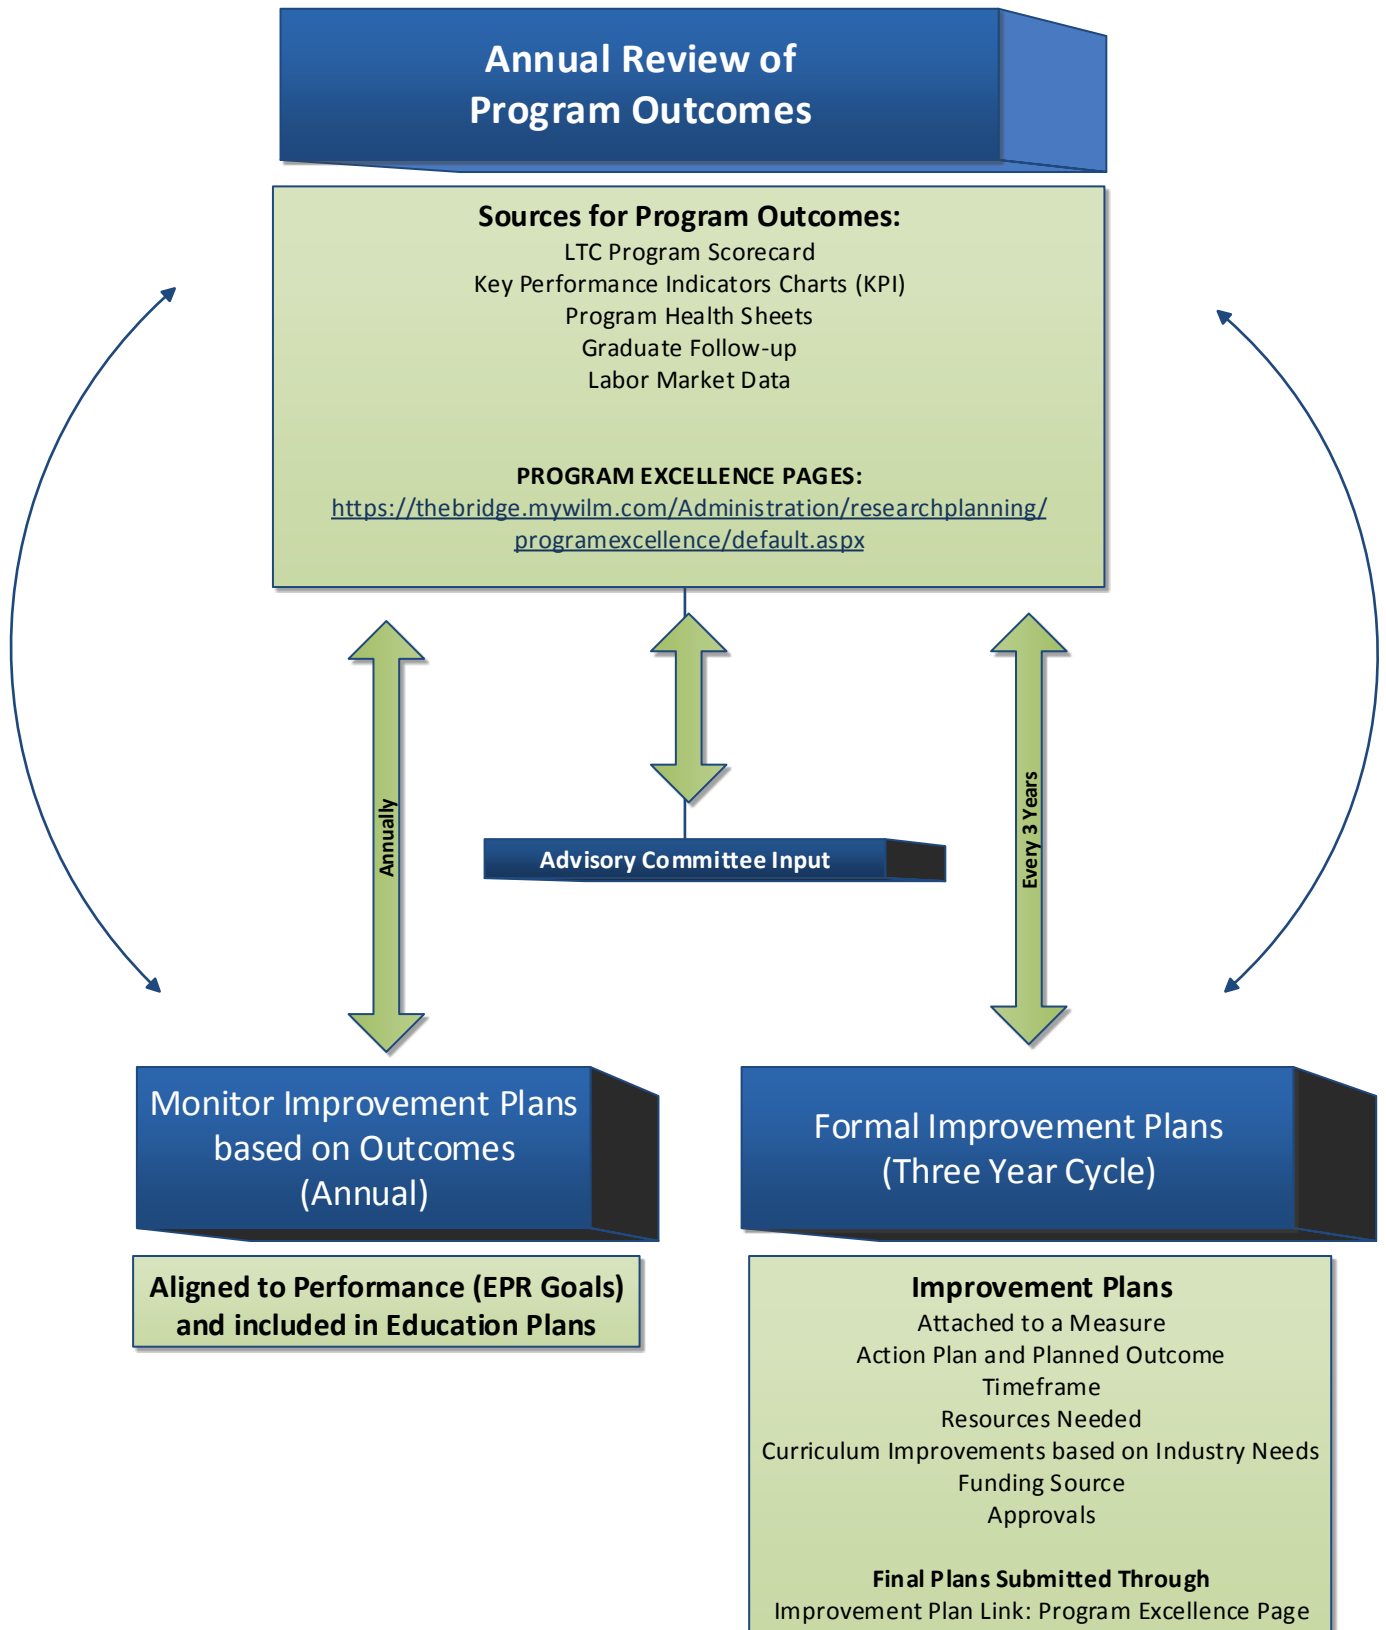 Annual Review of
Program Outcomes
Sources for Program Outcomes:
LTC Program Scorecard
Key Performance Indicators Charts (KPI)
Program Health Sheets
Graduate Follow-up
Labor Market Data
PROGRAM EXCELLENCE PAGES:
https://thebridge.mywilm.com/Administration/researchplanning/
programexcellence/default.aspx
Annually
Advisory Committee Input
Every 3 Years
Monitor Improvement Plans
based on Outcomes
(Annual)
Aligned to Performance (EPR Goals)
and included in Education Plans
Formal Improvement Plans
(Three Year Cycle)
Improvement Plans
Attached to a Measure
Action Plan and Planned Outcome
Timeframe
Resources Needed
Curriculum Improvements based on Industry Needs
Funding Source
Approvals
Final Plans Submitted Through
Improvement Plan Link: Program Excellence Page